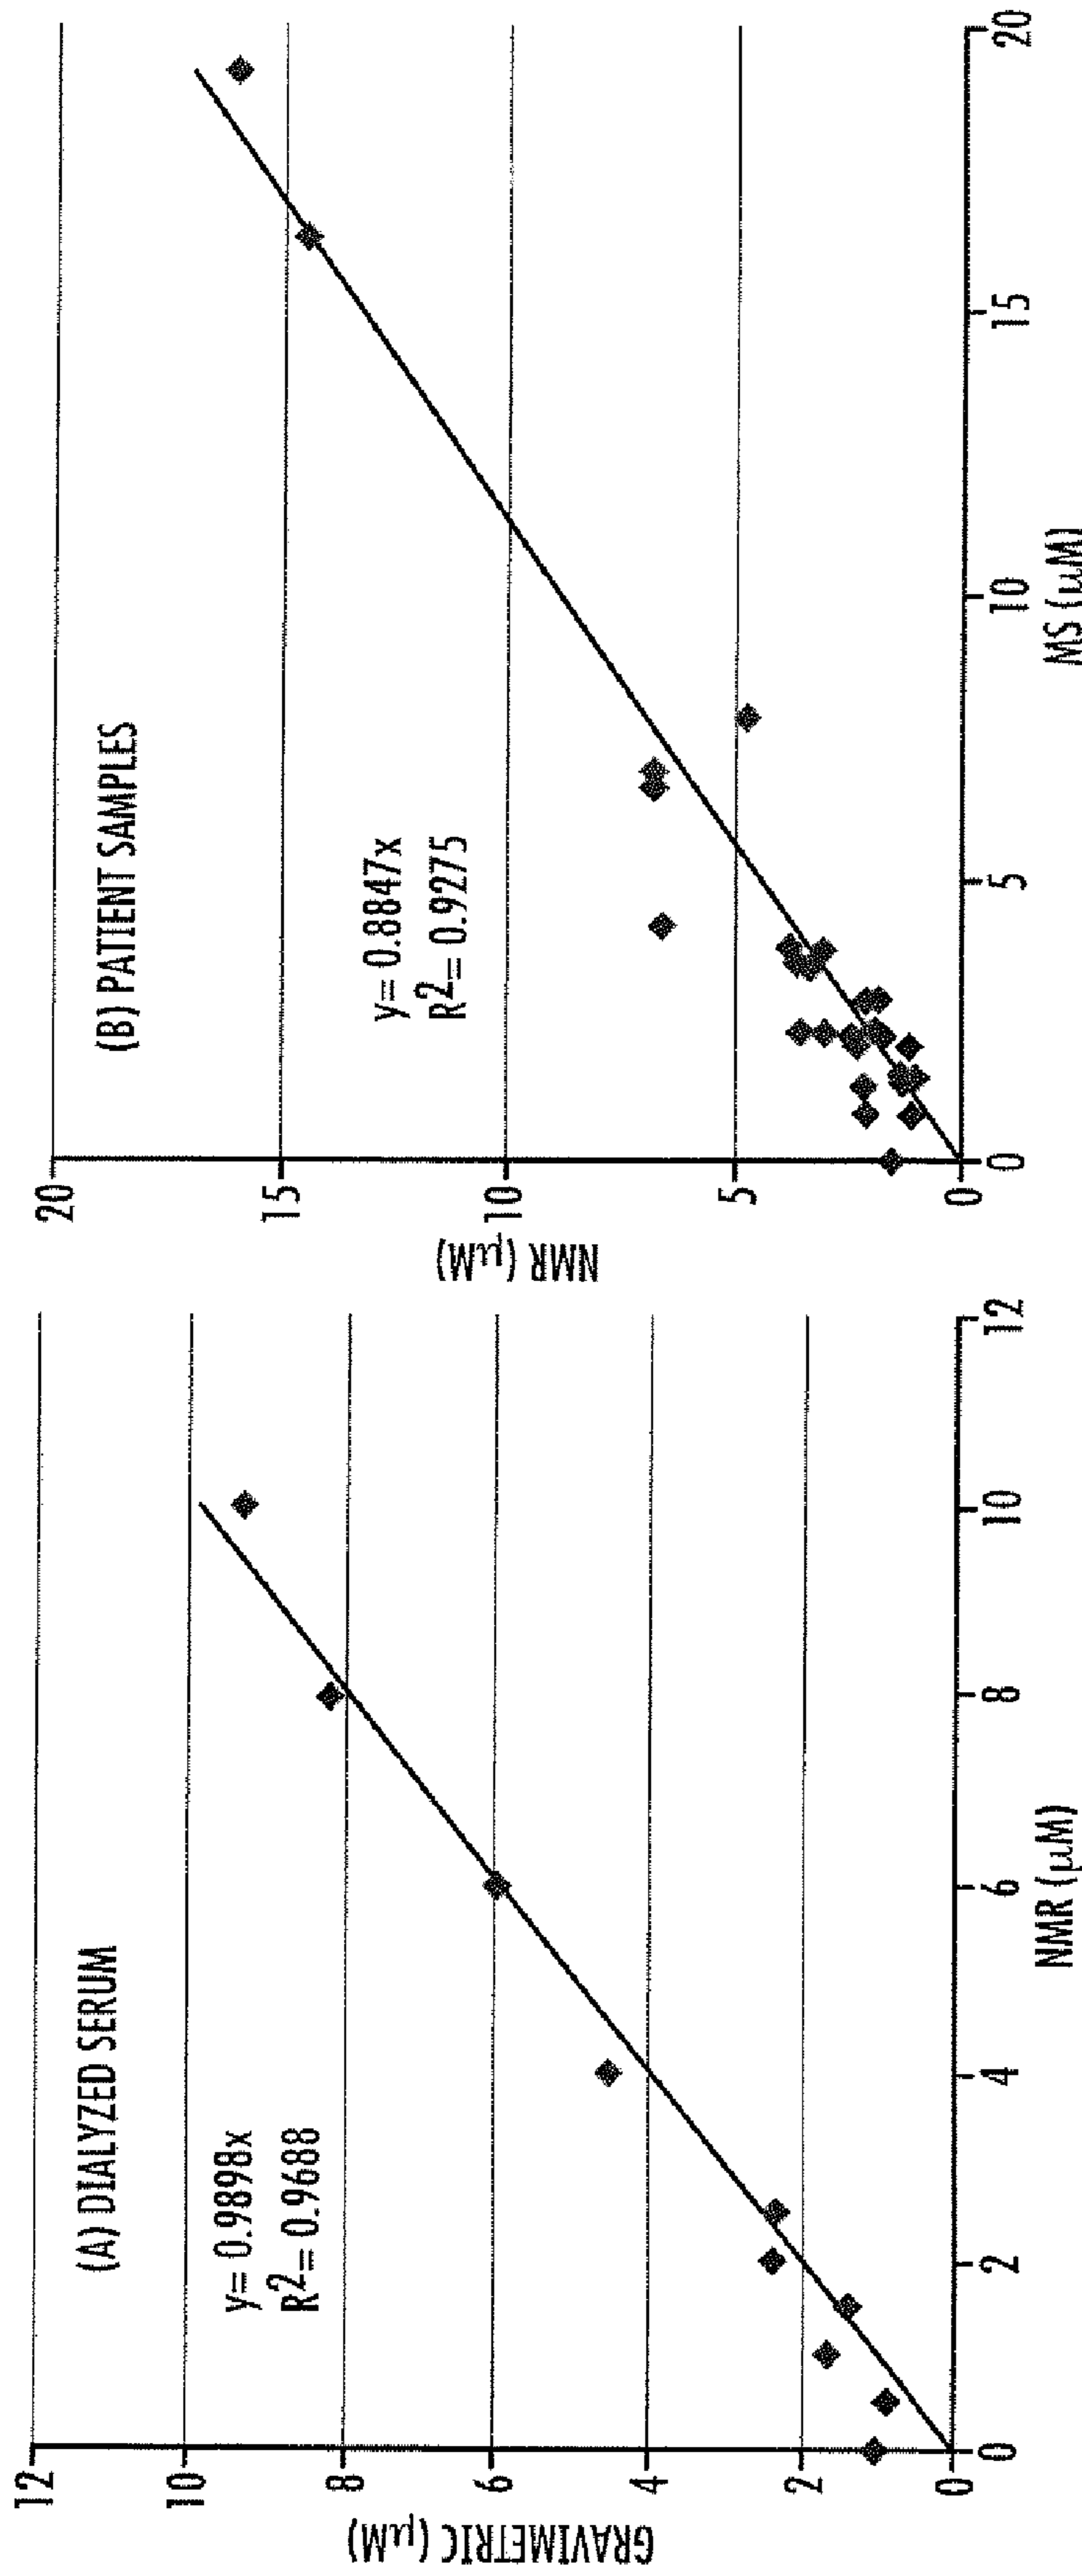 (A) DIALYZED SERUM
y= 0.9898x
R2= 0.9688
GRAVIMETRIC (μM)
12
10
8
6
4
2
0
0 2 4 6 8 10 12
NMR (μM)
(B) PATIENT SAMPLES
y= 0.8847x
R2= 0.9275
NMR (μM)
20
15
10
5
0
0 5 10 15 20
MS (μM)